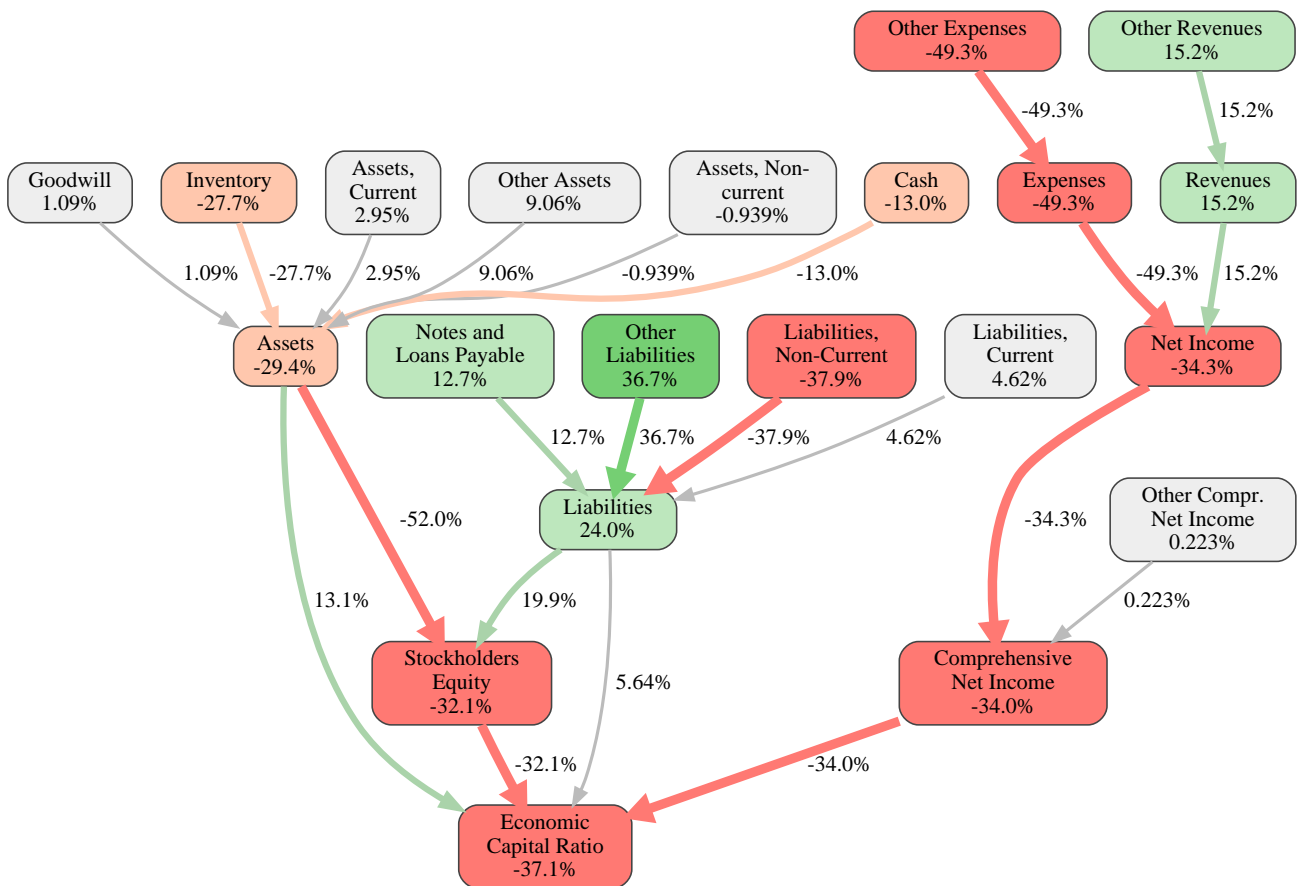 Other Expenses
-49.3%
Other Revenues
15.2%
-49.3%
15.2%
Goodwill
1.09%
Inventory
-27.7%
Assets,
Current
2.95%
Other Assets
9.06%
Assets, Non-
current
-0.939%
Cash
-13.0%
Expenses
-49.3%
Revenues
15.2%
1.09%
-27.7%
2.95%
9.06%
-0.939%
-13.0%
-49.3%
15.2%
Assets
-29.4%
Notes and
Loans Payable
12.7%
Other
Liabilities
36.7%
Liabilities,
Non-Current
-37.9%
Liabilities,
Current
4.62%
Net Income
-34.3%
12.7%
36.7%
-37.9%
4.62%
Liabilities
24.0%
Other Compr.
Net Income
0.223%
-52.0%
-34.3%
13.1%
19.9%
0.223%
Stockholders
Equity
-32.1%
5.64%
Comprehensive
Net Income
-34.0%
-32.1%
-34.0%
Economic
Capital Ratio
-37.1%